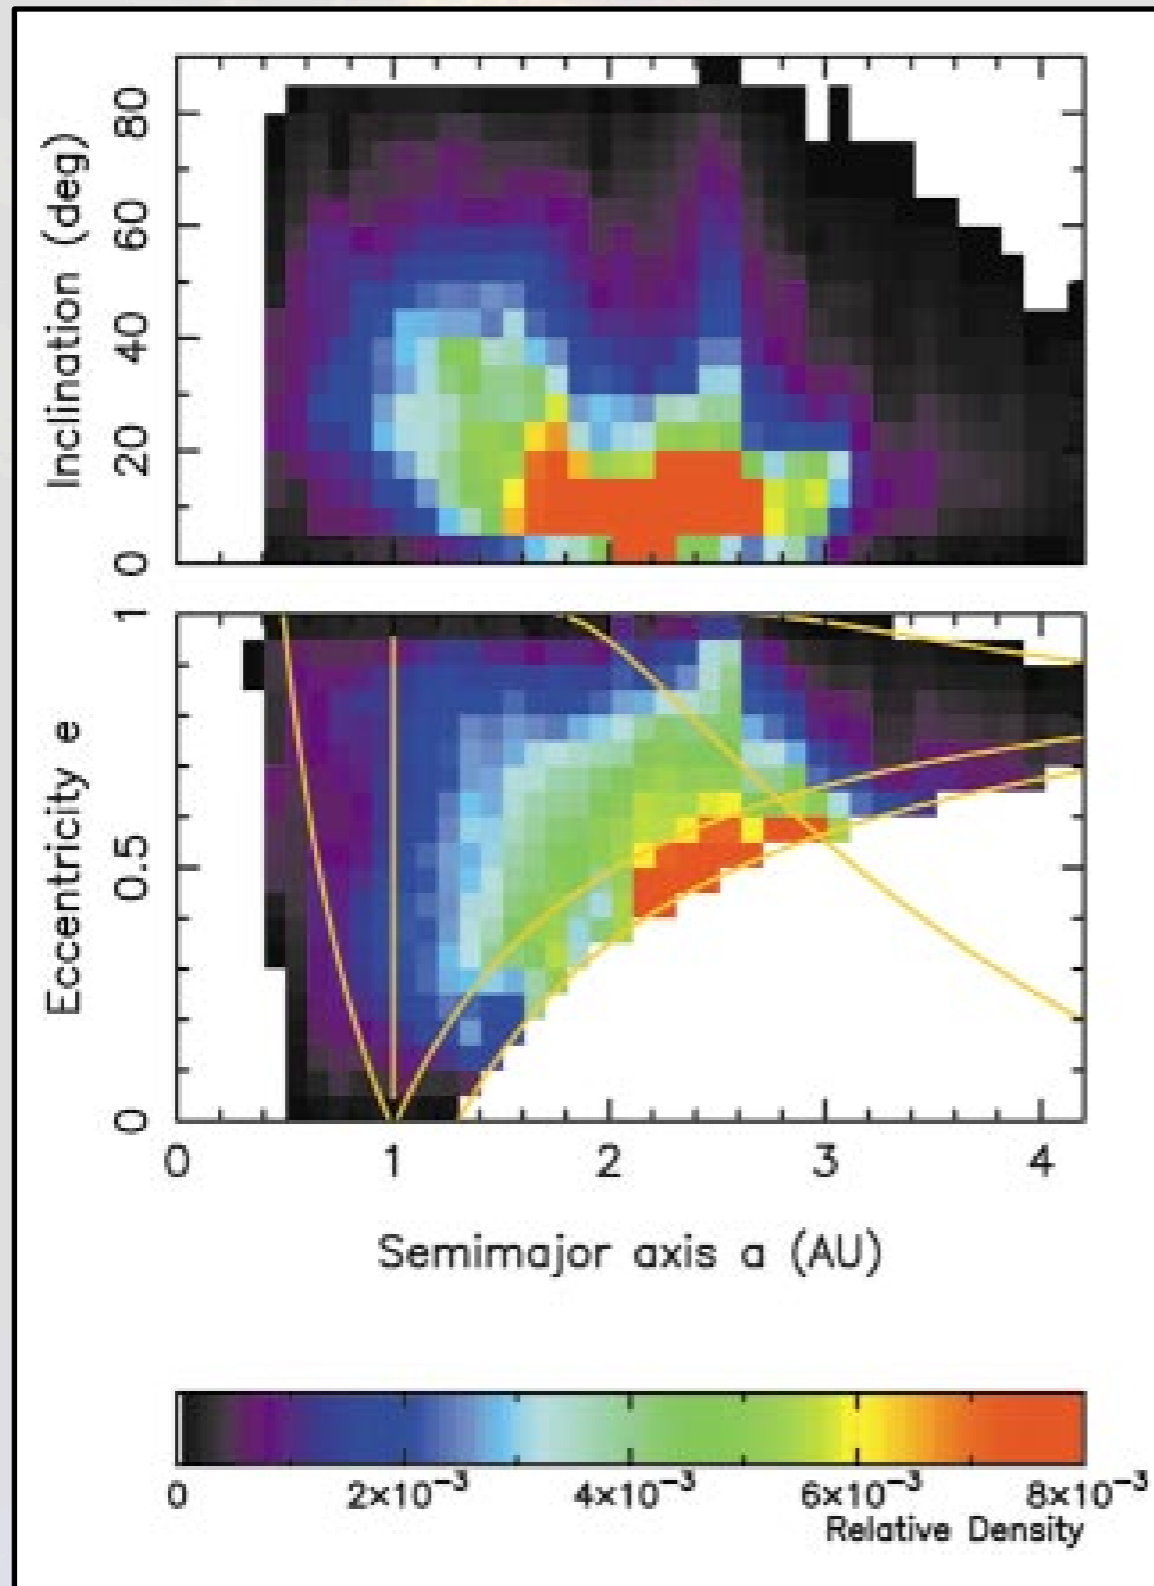 80
60
40
20
0
Inclination (deg)
1
0.5
0
Eccentricity e
0 1 2 3 4
Semimajor axis a (AU)
0 2×10⁻³ 4×10⁻³ 6×10⁻³ 8×10⁻³
Relative Density